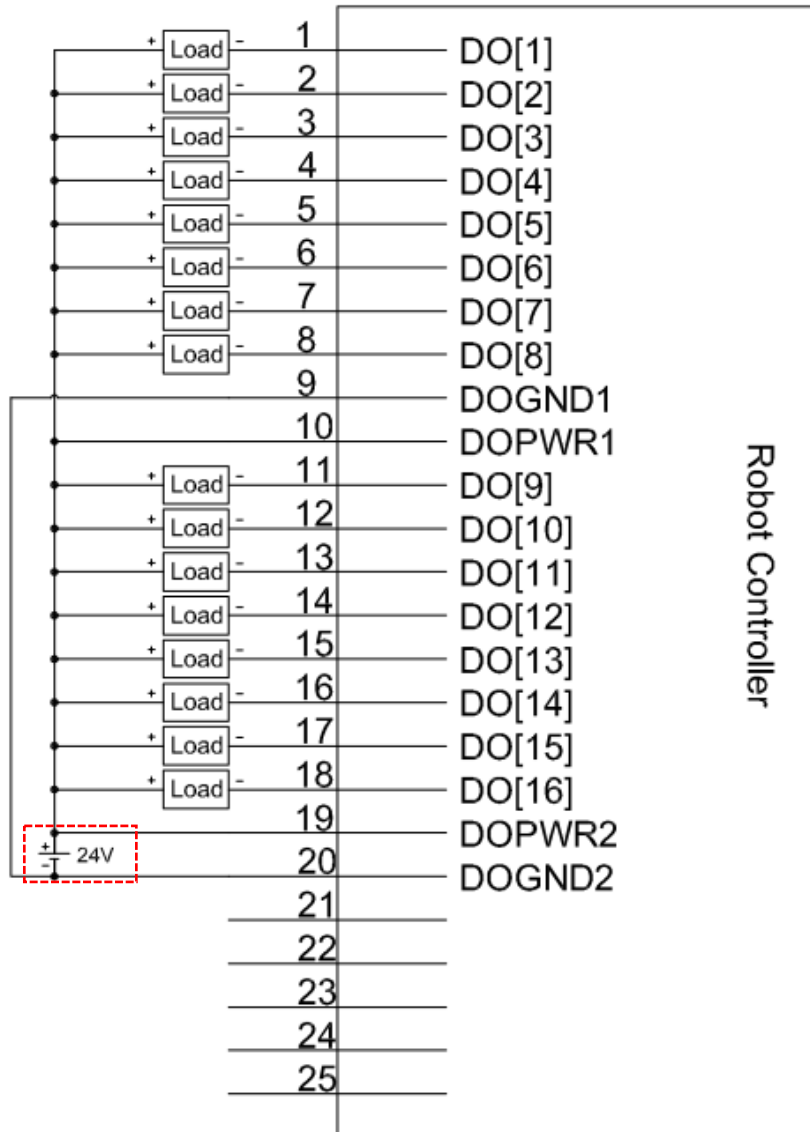 + Load - 1 DO[1]
+ Load - 2 DO[2]
+ Load - 3 DO[3]
+ Load - 4 DO[4]
+ Load - 5 DO[5]
+ Load - 6 DO[6]
+ Load - 7 DO[7]
+ Load - 8 DO[8]
9 DOGND1
10 DOPWR1
+ Load - 11 DO[9]
+ Load - 12 DO[10]
+ Load - 13 DO[11]
+ Load - 14 DO[12]
+ Load - 15 DO[13]
+ Load - 16 DO[14]
+ Load - 17 DO[15]
+ Load - 18 DO[16]
19 DOPWR2
+ - 24V
20 DOGND2
21
22
23
24
25
Robot Controller